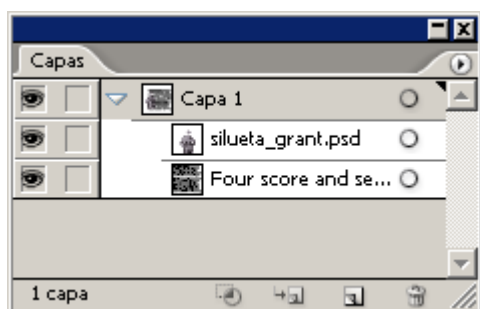 Capas
Capa 1
silueta_grant.psd
Four score and se...
1 capa